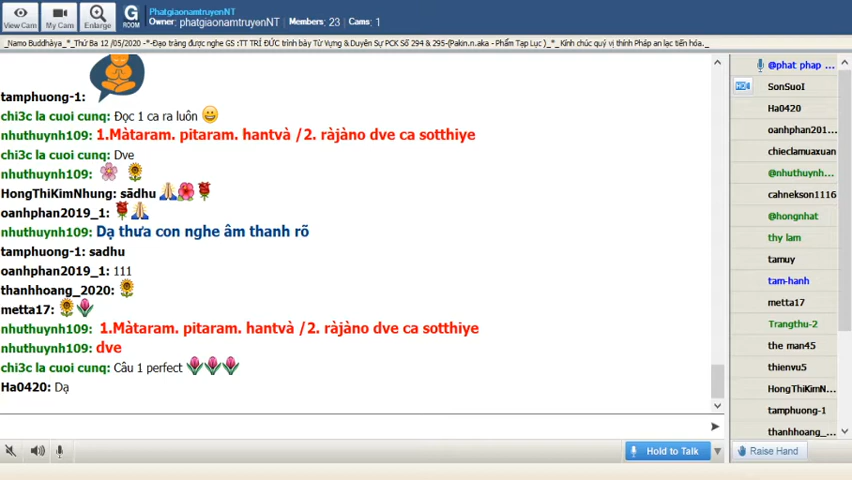 View Cam
My Cam
Enlarge
G
ROOM
PhatgiaonamtruyenNT
Owner: phatgiaonamtruyenNT | Members: 23 | Cams: 1
_Namo Buddhàya_*_Thứ Ba 12 /05/2020 -*-Đạo tràng được nghe GS :TT TRÍ ĐỨC trình bày Từ Vựng &Duyên Sự PCK Số 294 & 295-(Pakin.n.aka - Phẩm Tạp Lục )_*_ Kính chúc quý vị thính Pháp an lạc tiến hóa._
tamphuong-1:
chi3c la cuoi cunq: Đọc 1 ca ra luôn
nhuthuynh109: 1.Màtaram. pitaram. hantvà /2. ràjàno dve ca sotthiye
chi3c la cuoi cunq: Dve
nhuthuynh109:
HongThiKimNhung: sādhu
oanhphan2019_1:
nhuthuynh109: Dạ thưa con nghe âm thanh rõ
tamphuong-1: sadhu
oanhphan2019_1: 111
thanhhoang_2020:
metta17:
nhuthuynh109: 1.Màtaram. pitaram. hantvà /2. ràjàno dve ca sotthiye
nhuthuynh109: dve
chi3c la cuoi cunq: Câu 1 perfect
Ha0420: Dạ
Hold to Talk
@phat phap ...
HD
SonSuoI
Ha0420
oanhphan201...
chieclamuaxuan
@nhuthuynh...
cahnekson1116
@hongnhat
thy lam
tamuy
tam-hanh
metta17
Trangthu-2
the man45
thienvu5
HongThiKimN...
tamphuong-1
thanhhoang_...
Raise Hand